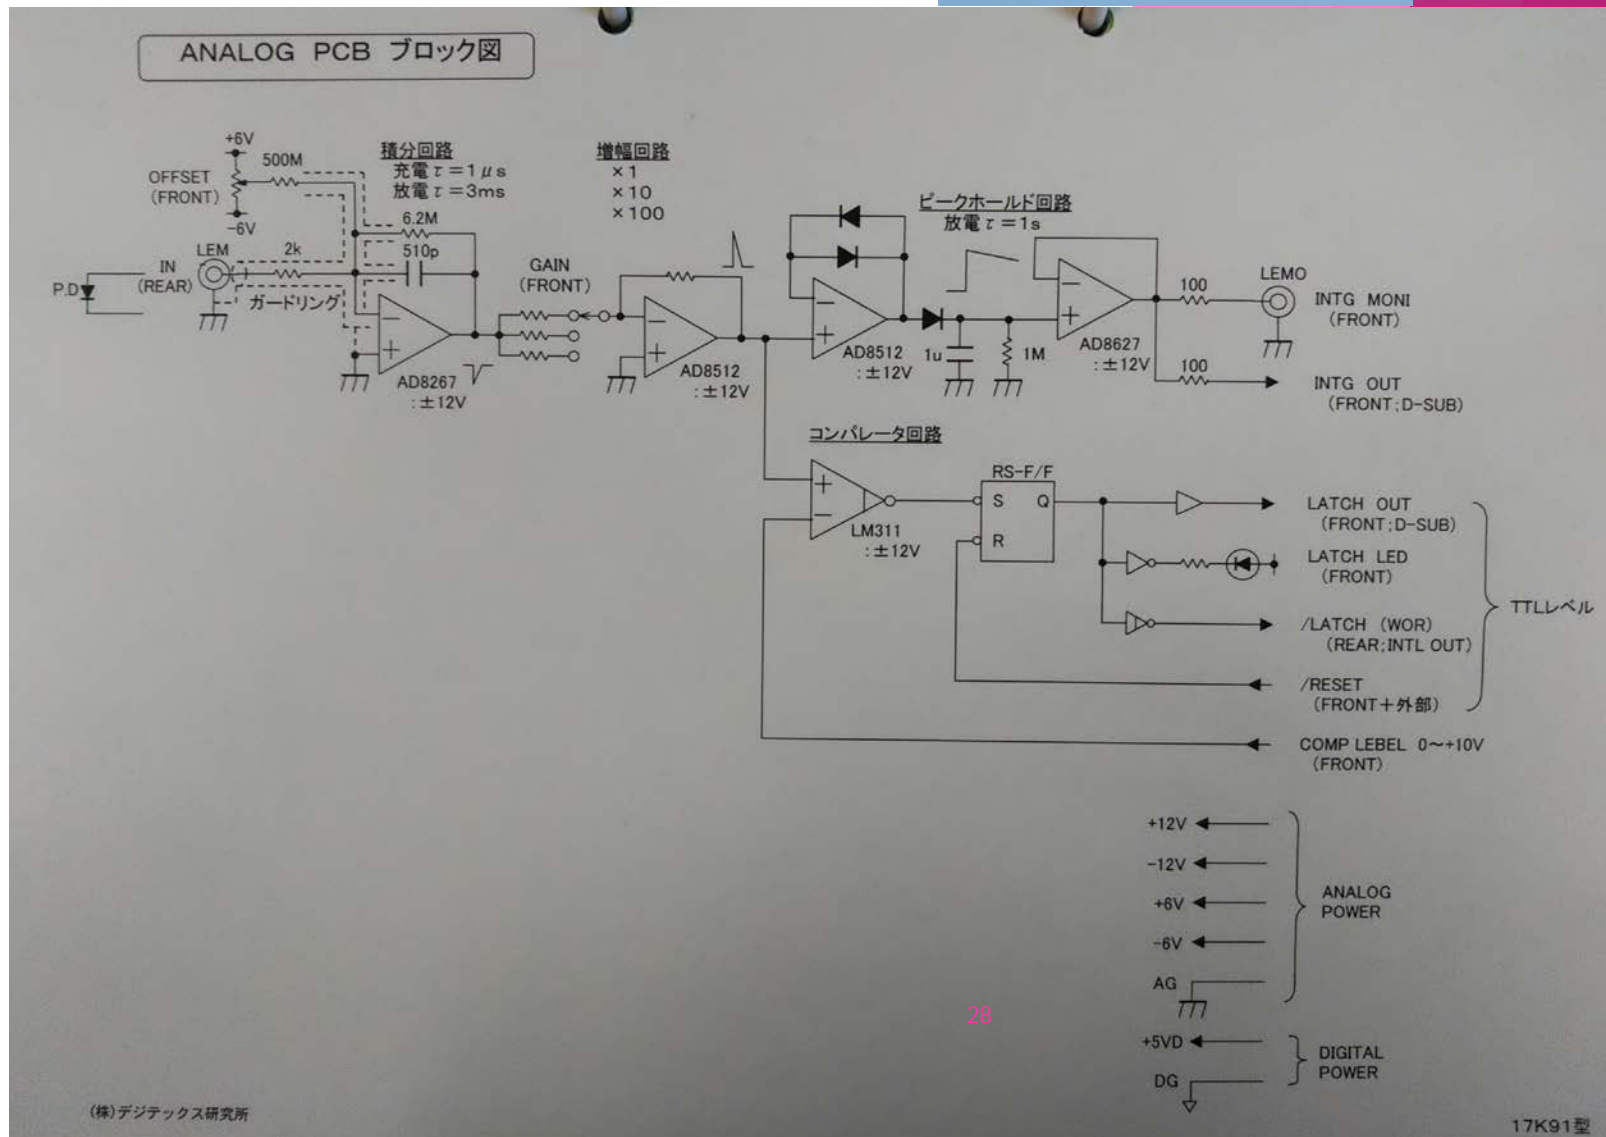 ANALOG PCB ブロック図
+6V
500M
OFFSET
(FRONT)
-6V
積分回路
充電τ=1μs
放電τ=3ms
6.2M
510p
LEM
IN
(REAR)
2k
P.D
ガードリング
AD8267
:±12V
増幅回路
×1
×10
×100
GAIN
(FRONT)
AD8512
:±12V
AD8512
:±12V
ピークホールド回路
放電τ=1s
1u
1M
AD8627
:±12V
100
LEMO
INTG MONI
(FRONT)
100
INTG OUT
(FRONT;D-SUB)
コンパレータ回路
LM311
:±12V
RS-F/F
S Q
R
LATCH OUT
(FRONT;D-SUB)
LATCH LED
(FRONT)
/LATCH (WOR)
(REAR;INTL OUT)
/RESET
(FRONT+外部)
TTLレベル
COMP LEBEL 0~+10V
(FRONT)
+12V
-12V
+6V
-6V
AG
ANALOG
POWER
28
+5VD
DG
DIGITAL
POWER
(株)デジテックス研究所
17K91型